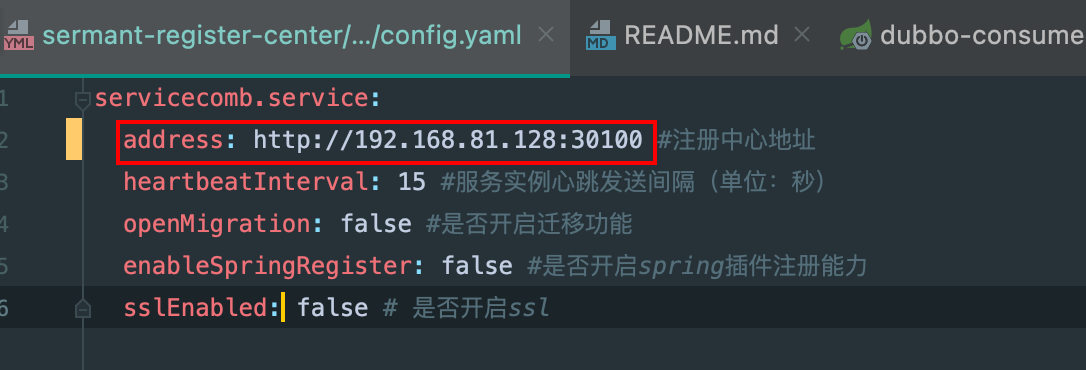 YML sermant-register-center/.../config.yaml × MD README.md × dubbo-consume
1 servicecomb.service:
2 address: http://192.168.81.128:30100 #注册中心地址
3 heartbeatInterval: 15 #服务实例心跳发送间隔（单位：秒）
4 openMigration: false #是否开启迁移功能
5 enableSpringRegister: false #是否开启spring插件注册能力
6 sslEnabled: false # 是否开启ssl